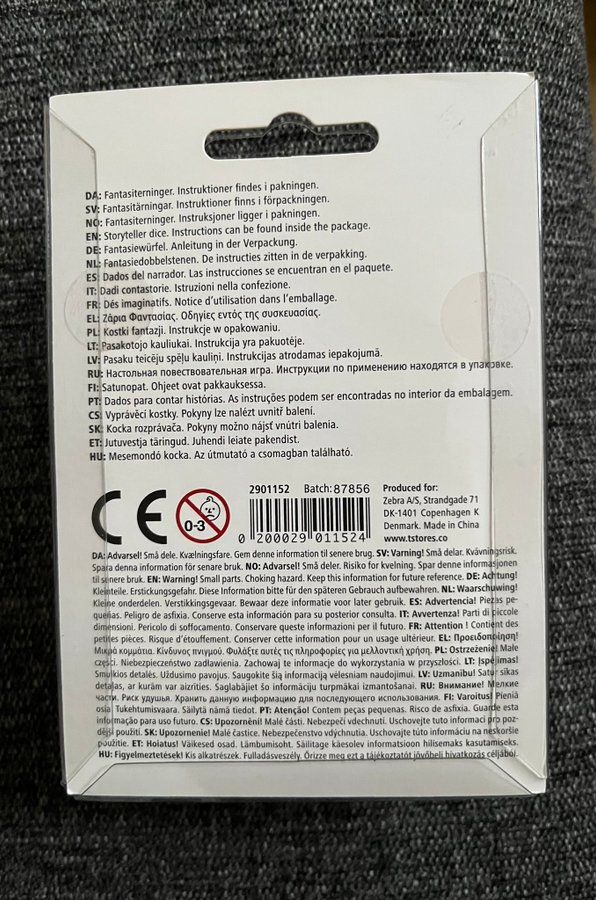 DA: Fantasiterninger. Instruktioner findes i pakningen.
SV: Fantasitärningar. Instruktioner finns i förpackningen.
NO: Fantasiterninger. Instruksjoner ligger i pakningen.
EN: Storyteller dice. Instructions can be found inside the package.
DE: Fantasiewürfel. Anleitung in der Verpackung.
NL: Fantasiedobbelstenen. De instructies zitten in de verpakking.
ES: Dados del narrador. Las instrucciones se encuentran en el paquete.
IT: Dadi contastorie. Istruzioni nella confezione.
FR: Dés imaginatifs. Notice d'utilisation dans l'emballage.
EL: Ζάρια Φαντασίας. Οδηγίες εντός της συσκευασίας.
PL: Kostki fantazji. Instrukcje w opakowaniu.
LT: Pasakotojo kauliukai. Instrukcija yra pakuotėje.
LV: Pasaku teicēju spēļu kauliņi. Instrukcijas atrodamas iepakojumā.
RU: Настольная повествовательная игра. Инструкции по применению находятся в упаковке.
FI: Satunopat. Ohjeet ovat pakkauksessa.
PT: Dados para contar histórias. As instruções podem ser encontradas no interior da embalagem.
CS: Vyprávěcí kostky. Pokyny lze nalézt uvnitř balení.
SK: Kocka rozprávača. Pokyny možno nájsť vnútri balenia.
ET: Jutuvestja täringud. Juhendi leiate pakendist.
HU: Mesemondó kocka. Az útmutató a csomagban található.
CE
0-3
2901152 Batch: 87856
0 200029 011524
Produced for:
Zebra A/S, Strandgade 71
DK-1401 Copenhagen K
Denmark. Made in China
www.tstores.co
DA: Advarsel! Små dele. Kvælningsfare. Gem denne information til senere brug. SV: Varning! Små delar. Kvävningsrisk.
Spara denna information för senare bruk. NO: Advarsel! Små deler. Risiko for kvelning. Spar denne informasjonen
til senere bruk. EN: Warning! Small parts. Choking hazard. Keep this information for future reference. DE: Achtung!
Kleinteile. Erstickungsgefahr. Diese Information bitte für den späteren Gebrauch aufbewahren. NL: Waarschuwing!
Kleine onderdelen. Verstikkingsgevaar. Bewaar deze informatie voor later gebruik. ES: Advertencia! Piezas pe-
queñas. Peligro de asfixia. Conserve esta información para su posterior consulta. IT: Avvertenza! Parti di piccole
dimensioni. Pericolo di soffocamento. Conservare queste informazioni per il futuro. FR: Attention ! Contient des
petites pièces. Risque d'étouffement. Conserver cette information pour un usage ultérieur. EL: Προειδοποίηση!
Μικρά κομμάτια. Κίνδυνος πνιγμού. Φυλάξτε αυτές τις πληροφορίες για μελλοντική χρήση. PL: Ostrzeżenie! Małe
części. Niebezpieczeństwo zadławienia. Zachowaj te informacje do wykorzystania w przyszłości. LT: Įspėjimas!
Smulkios detalės. Uždusimo pavojus. Saugokite šią informaciją vėlesniam naudojimui. LV: Uzmanību! Satur sīkas
detaļas, ar kurām var aizrīties. Saglabājiet šo informāciju turpmākai izmantošanai. RU: Внимание! Мелкие
части. Риск удушья. Хранить данную информацию для последующего использования. FI: Varoitus! Pieniä
osia. Tukehtumisvaara. Säilytä nämä tiedot. PT: Atenção! Contém peças pequenas. Risco de asfixia. Guarde esta
informação para uso futuro. CS: Upozornění! Malé části. Nebezpečí vdechnutí. Uschovejte tuto informaci pro poz-
dější použití. SK: Upozornenie! Malé častice. Nebezpečenstvo vdýchnutia. Uschovajte túto informáciu na neskoršie
použitie. ET: Hoiatus! Väikesed osad. Lämbumisoht. Säilitage käesolev informatsioon hilisemaks kasutamiseks.
HU: Figyelmeztetések! Kis alkatrészek. Fulladásveszély. Őrizze meg ezt a tájékoztatót jövőbeli hivatkozás céljából.